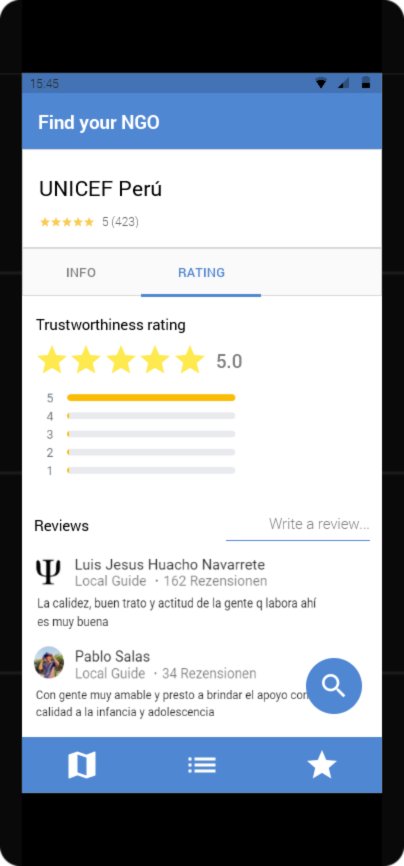 15:45
Find your NGO
UNICEF Perú
5 (423)
INFO RATING
Trustworthiness rating
5.0
5
4
3
2
1
Reviews Write a review...
Ψ Luis Jesus Huacho Navarrete
Local Guide · 162 Rezensionen
La calidez, buen trato y actitud de la gente q labora ahí
es muy buena
Pablo Salas
Local Guide · 34 Rezensionen
Con gente muy amable y presto a brindar el apoyo
calidad a la infancia y adolescencia